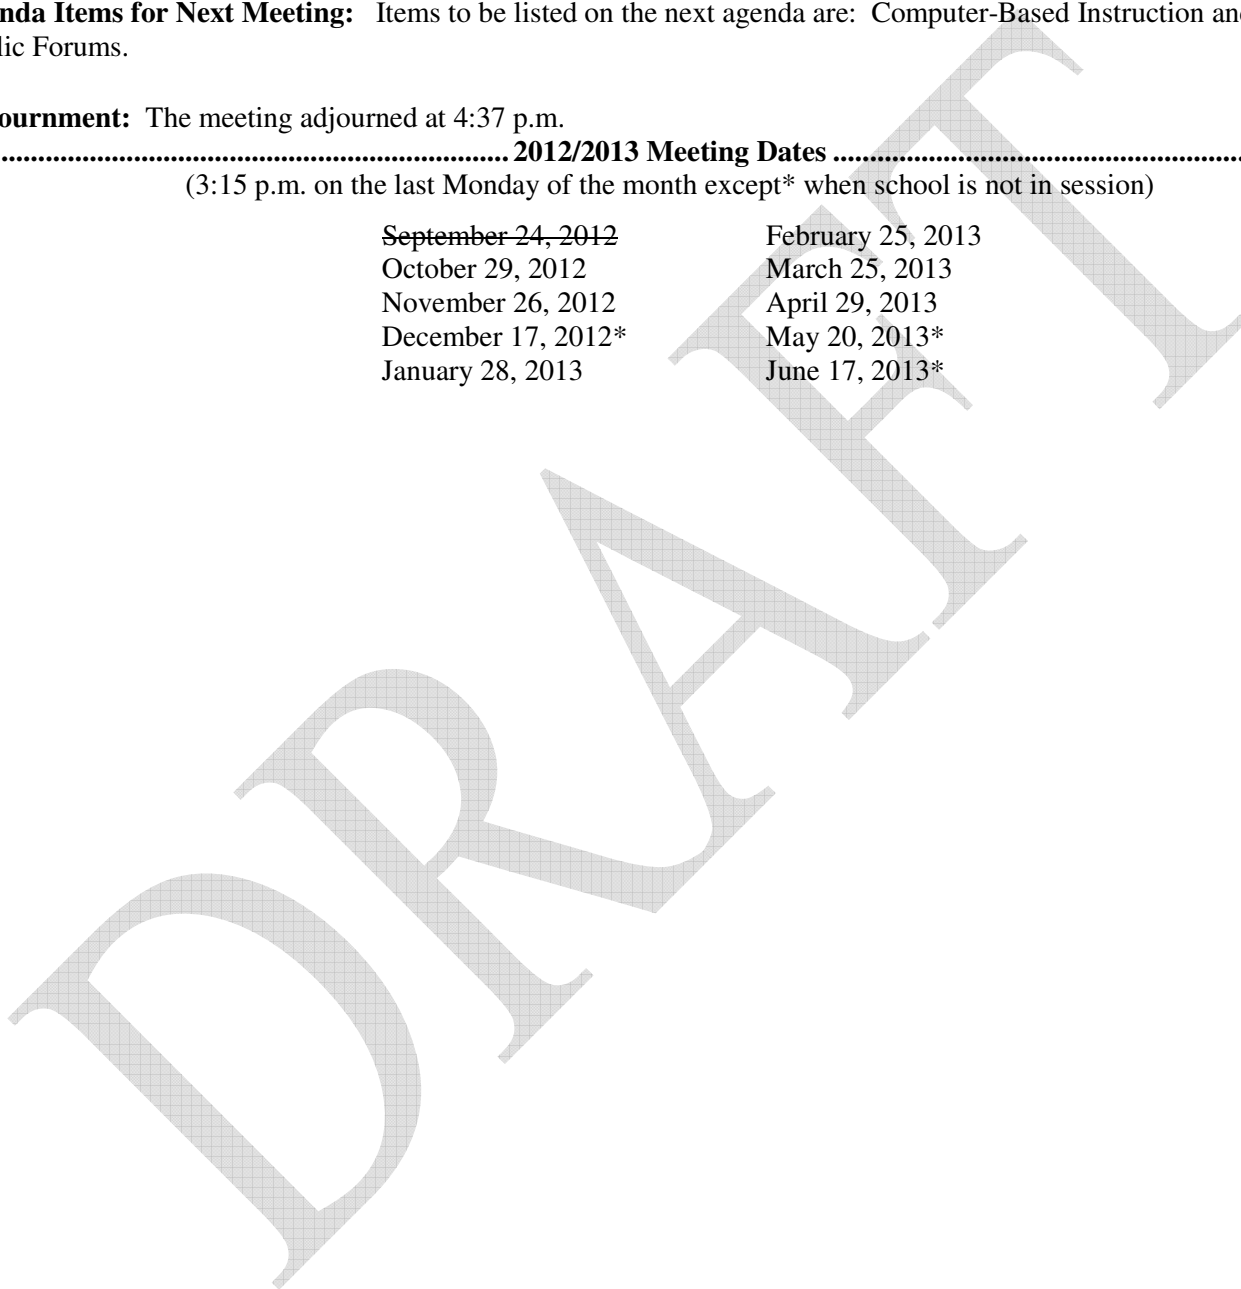 nda Items for Next Meeting: Items to be listed on the next agenda are: Computer-Based Instruction and
lic Forums.
ournment: The meeting adjourned at 4:37 p.m.
....................................................................... 2012/2013 Meeting Dates .........................................................
(3:15 p.m. on the last Monday of the month except* when school is not in session)
September 24, 2012 February 25, 2013
October 29, 2012 March 25, 2013
November 26, 2012 April 29, 2013
December 17, 2012* May 20, 2013*
January 28, 2013 June 17, 2013*
DRAFT